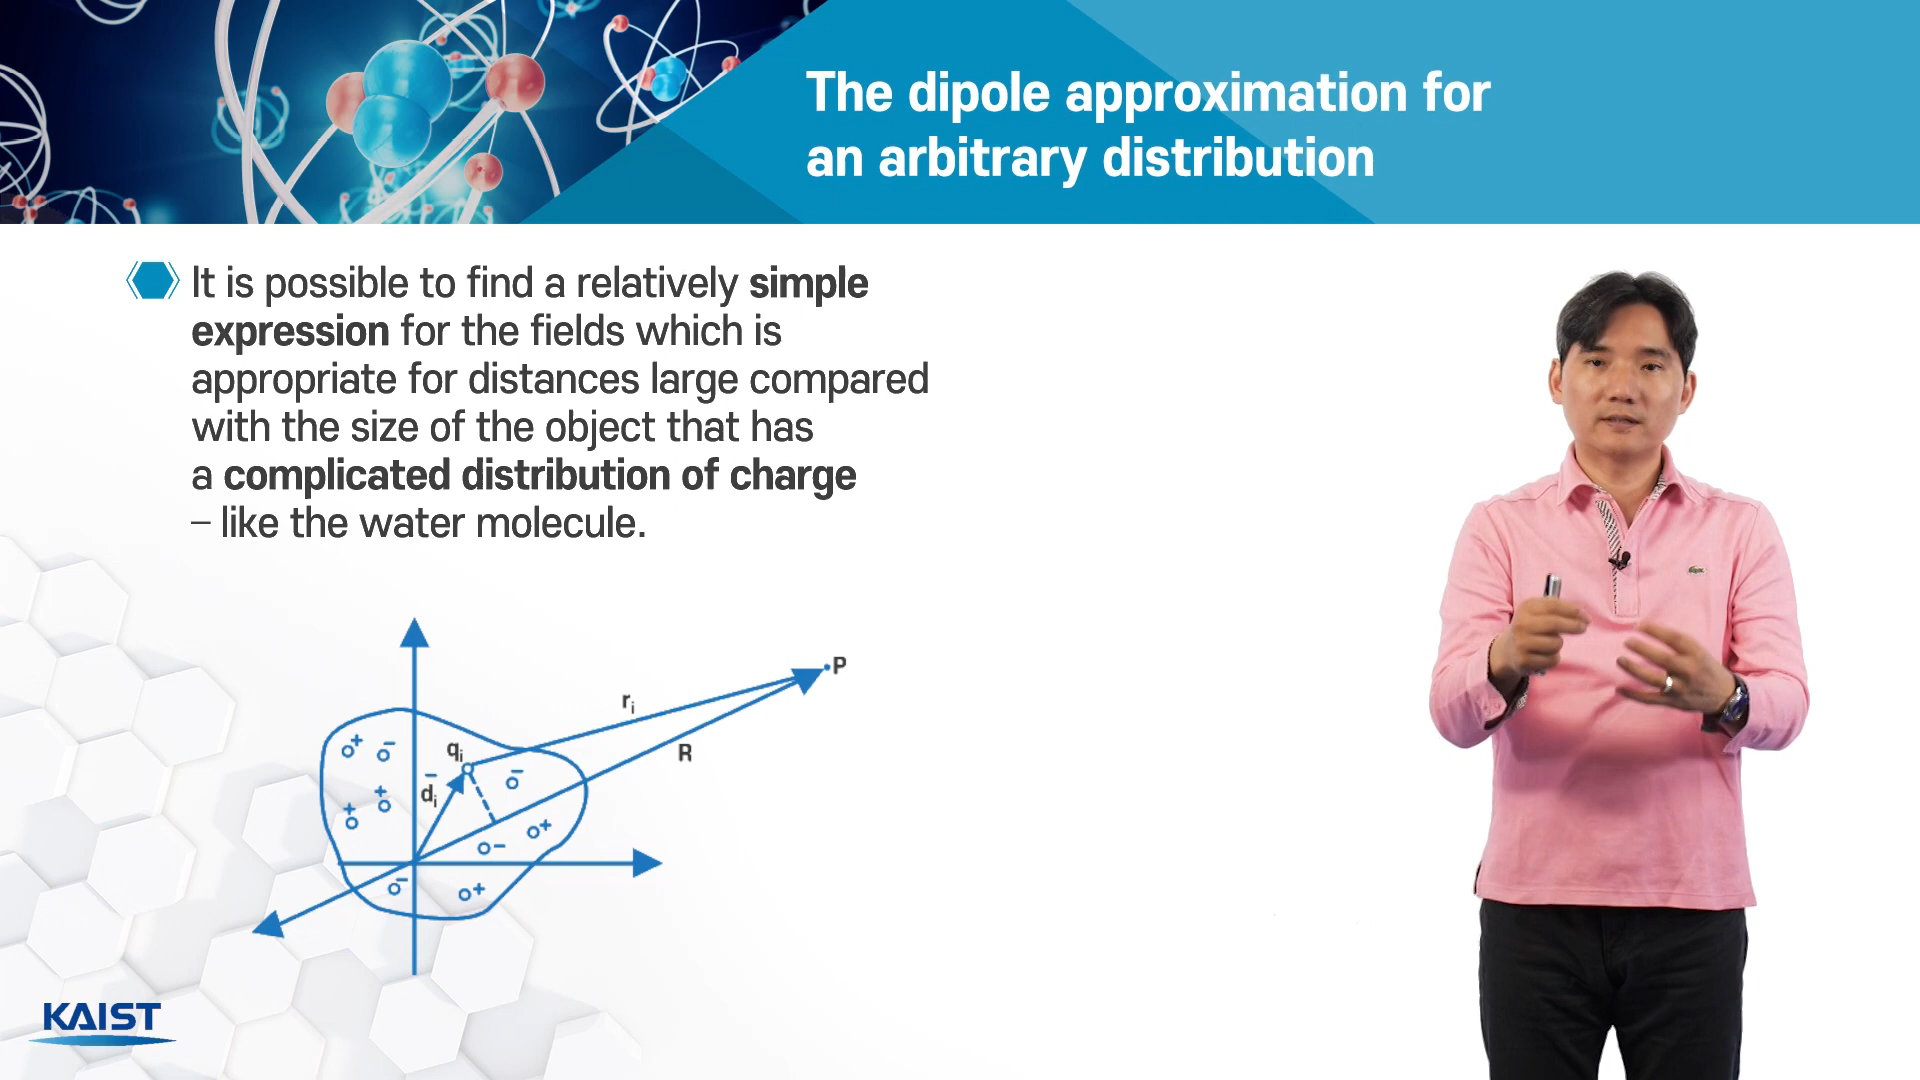 The dipole approximation for
an arbitrary distribution
It is possible to find a relatively simple
expression for the fields which is
appropriate for distances large compared
with the size of the object that has
a complicated distribution of charge
– like the water molecule.
P
rᵢ
R
qᵢ
d̄ᵢ
KAIST